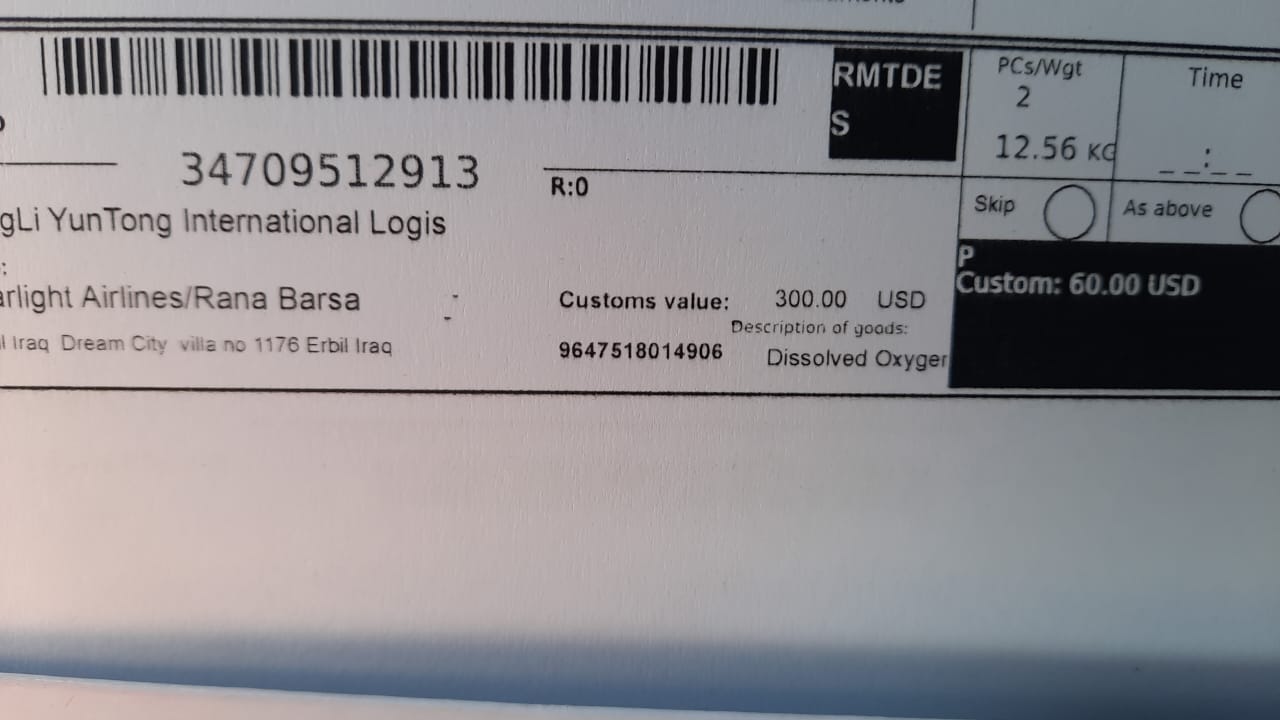 RMTDE
S
PCs/Wgt
2
12.56 KG
Time
__:__
34709512913
R:0
gLi YunTong International Logis
Skip
As above
:
arlight Airlines/Rana Barsa
Customs value: 300.00 USD
P
Custom: 60.00 USD
Description of goods:
l Iraq Dream City villa no 1176 Erbil Iraq
9647518014906
Dissolved Oxyger